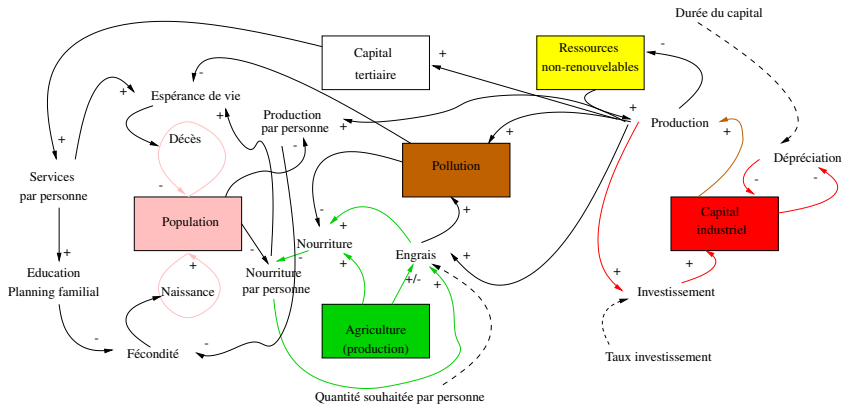 Durée du capital
Capital
tertiaire
+
Ressources
non-renouvelables
-
-
Espérance de vie
+
+
Production
par personne
+
-
+
Production
+
+
Décès
+
Services
par personne
-
Pollution
Dépréciation
-
-
Population
-
+
Capital
industriel
+
-
Nourriture
Engrais
+
+
Education
Planning familial
+
Naissance
-
Nourriture
par personne
+
+/-
+
+
+
Investissement
Agriculture
(production)
-
Fécondité
-
Taux investissement
Quantité souhaitée par personne